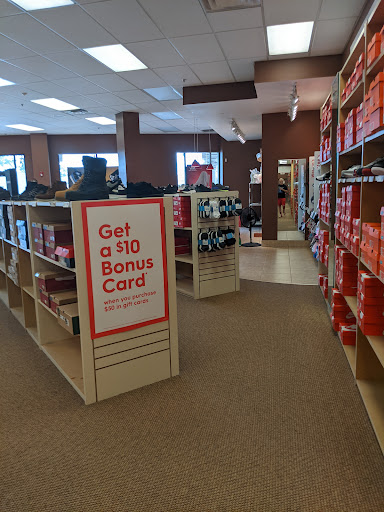 Get
a $10
Bonus
Card*
when you purchase
$50 in gift cards.